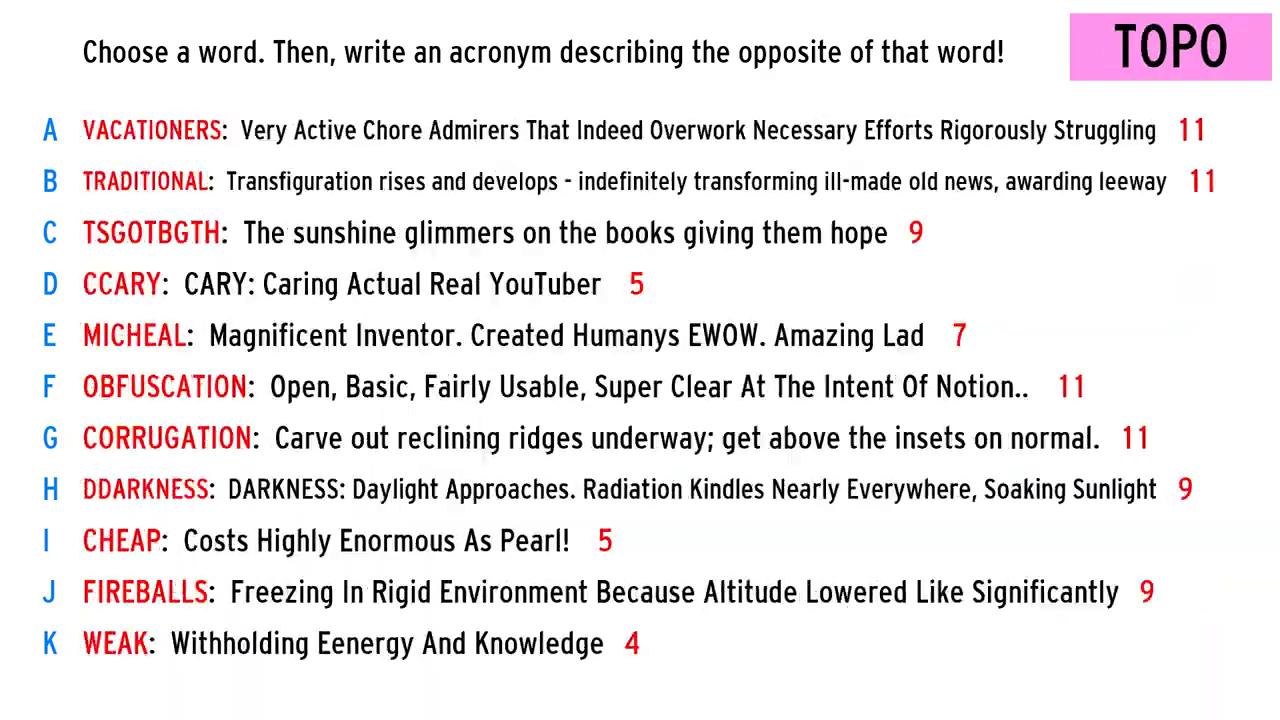 Choose a word. Then, write an acronym describing the opposite of that word!
TOPO
A VACATIONERS: Very Active Chore Admirers That Indeed Overwork Necessary Efforts Rigorously Struggling 11
B TRADITIONAL: Transfiguration rises and develops - indefinitely transforming ill-made old news, awarding leeway 11
C TSGOTBGTH: The sunshine glimmers on the books giving them hope 9
D CCARY: CARY: Caring Actual Real YouTuber 5
E MICHEAL: Magnificent Inventor. Created Humanys EWOW. Amazing Lad 7
F OBFUSCATION: Open, Basic, Fairly Usable, Super Clear At The Intent Of Notion.. 11
G CORRUGATION: Carve out reclining ridges underway; get above the insets on normal. 11
H DDARKNESS: DARKNESS: Daylight Approaches. Radiation Kindles Nearly Everywhere, Soaking Sunlight 9
I CHEAP: Costs Highly Enormous As Pearl! 5
J FIREBALLS: Freezing In Rigid Environment Because Altitude Lowered Like Significantly 9
K WEAK: Withholding Eenergy And Knowledge 4